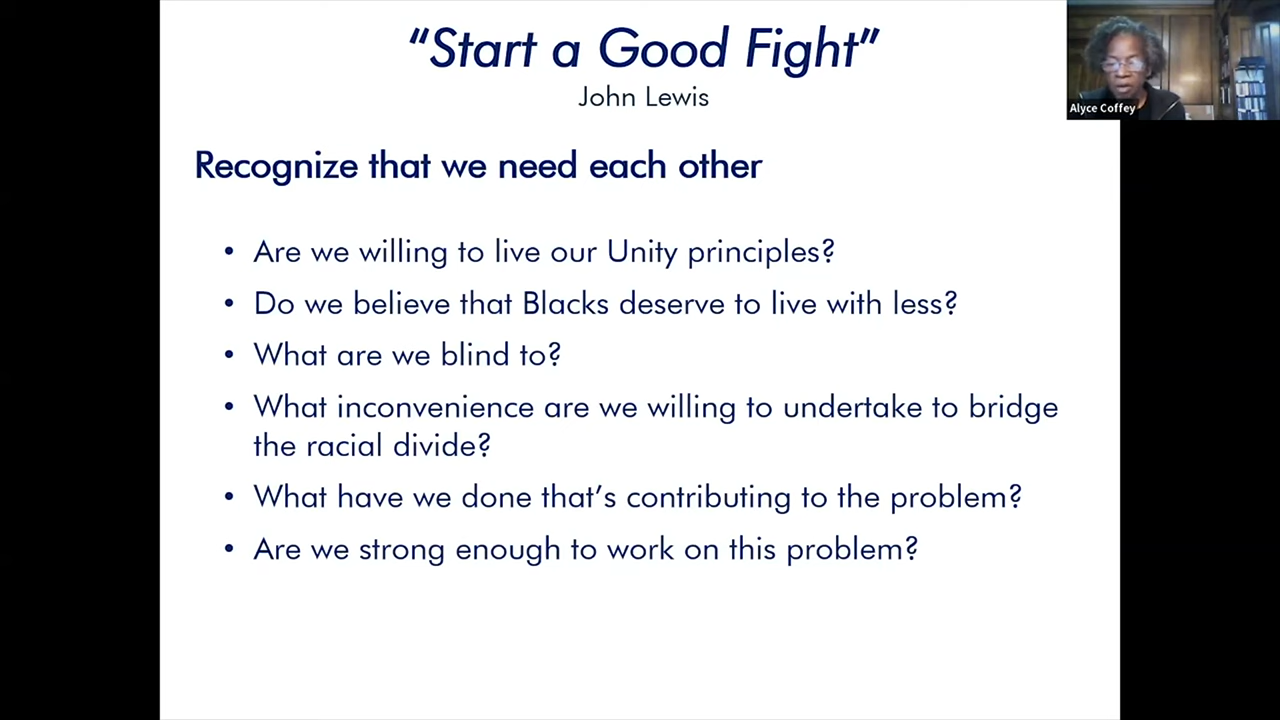 “Start a Good Fight”
John Lewis
Alyce Coffey
Recognize that we need each other
• Are we willing to live our Unity principles?
• Do we believe that Blacks deserve to live with less?
• What are we blind to?
• What inconvenience are we willing to undertake to bridge
the racial divide?
• What have we done that’s contributing to the problem?
• Are we strong enough to work on this problem?